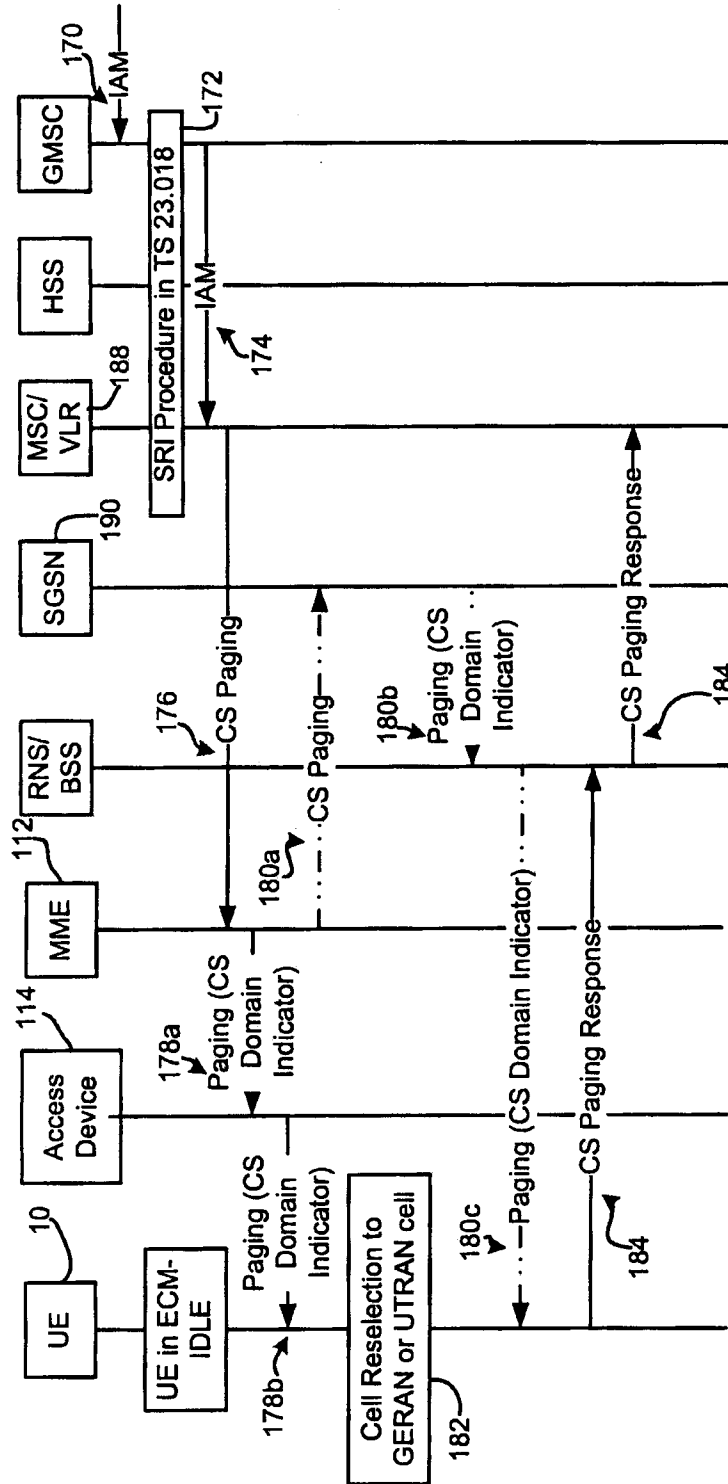 UE
10
Access
Device
114
MME
112
RNS/
BSS
SGSN
190
MSC/
VLR
188
HSS
GMSC
170
IAM
UE in ECM-
IDLE
SRI Procedure in TS 23.018
172
IAM
174
176
CS Paging
178a
Paging (CS
Domain
Indicator)
178b
Paging (CS
Domain
Indicator)
180a
CS Paging
Cell Reselection to
GERAN or UTRAN cell
182
180b
Paging (CS
Domain
Indicator)
180c
Paging (CS Domain Indicator)
184
CS Paging Response
CS Paging Response
184